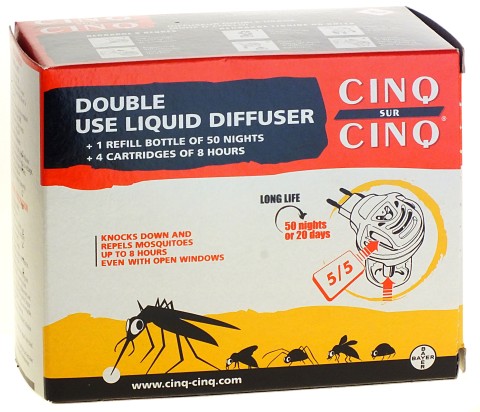 DOUBLE
USE LIQUID DIFFUSER
+ 1 REFILL BOTTLE OF 50 NIGHTS
+ 4 CARTRIDGES OF 8 HOURS
CINQ
SUR
CINQ®
LONG LIFE
50 nights
or 20 days
KNOCKS DOWN AND
REPELS MOSQUITOES
UP TO 8 HOURS
EVEN WITH OPEN WINDOWS
5/5
www.cinq-cinq.com
BAYER
BAYER